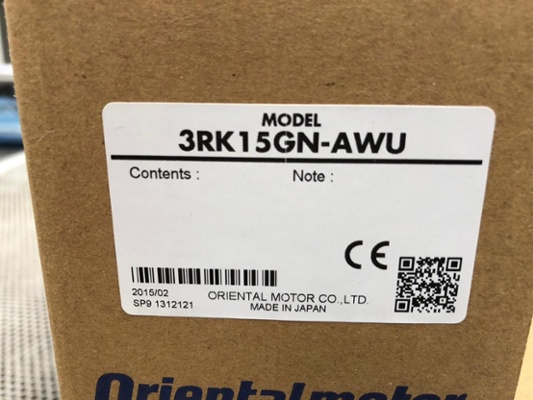 MODEL
3RK15GN-AWU
Contents : Note :
CE
2015/02
SP9 1312121
ORIENTAL MOTOR CO.,LTD.
MADE IN JAPAN
Orientalmotor